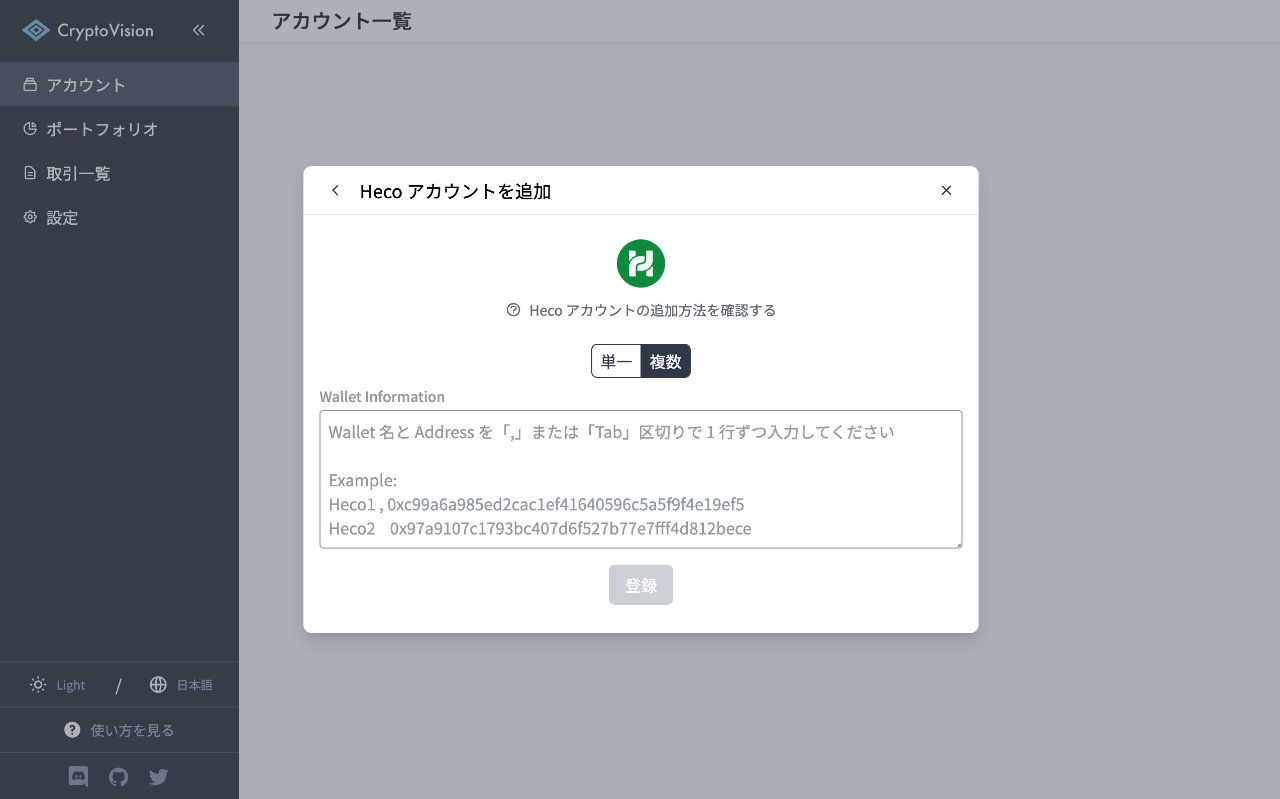 CryptoVision
アカウント
ポートフォリオ
取引一覧
設定
Light / 日本語
使い方を見る
アカウント一覧
Heco アカウントを追加
Heco アカウントの追加方法を確認する
単一 複数
Wallet Information
Wallet 名と Address を「,」または「Tab」区切りで 1 行ずつ入力してください
Example:
Heco1 , 0xc99a6a985ed2cac1ef41640596c5a5f9f4e19ef5
Heco2 0x97a9107c1793bc407d6f527b77e7fff4d812bece
登録